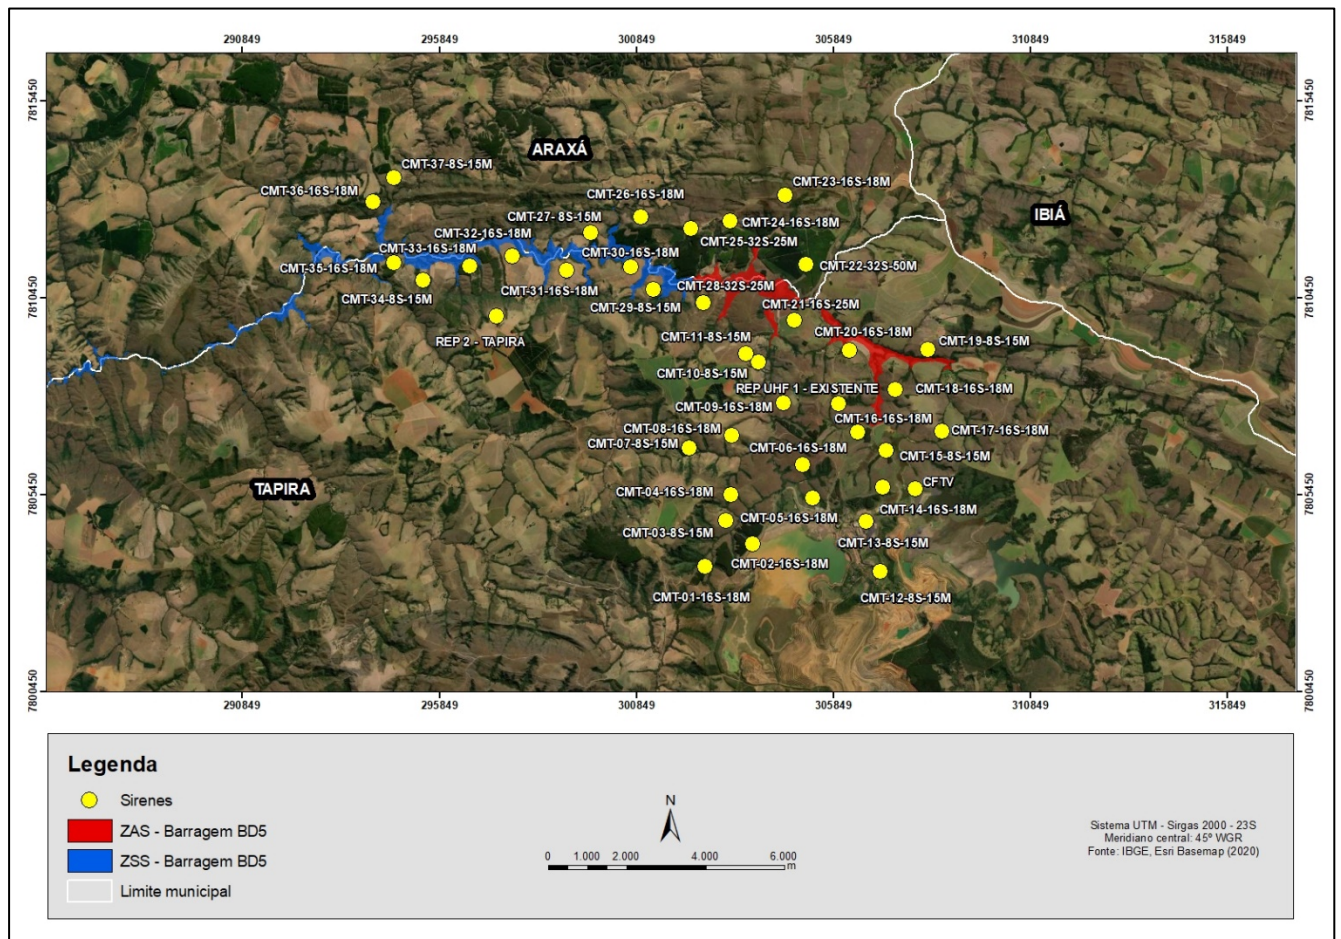 290849 295849 300849 305849 310849 315849
7815450
7815450
ARAXÁ
CMT-37-8S-15M
CMT-36-16S-18M
CMT-26-16S-18M
CMT-23-16S-18M
IBIÁ
CMT-27- 8S-15M
CMT-24-16S-18M
CMT-32-16S-18M
CMT-25-32S-25M
CMT-33-16S-18M
CMT-30-16S-18M
CMT-35-16S-18M
CMT-22-32S-50M
CMT-28-32S-25M
CMT-31-16S-18M
CMT-34-8S-15M
7810450
7810450
CMT-29-8S-15M
CMT-21-16S-25M
CMT-20-16S-18M
CMT-11-8S-15M
REP 2 - TAPIRA
CMT-19-8S-15M
CMT-10-8S-15M
REP UHF 1 - EXISTENTE
CMT-18-16S-18M
CMT-09-16S-18M
CMT-16-16S-18M
CMT-08-16S-18M
CMT-17-16S-18M
CMT-07-8S-15M
CMT-06-16S-18M
CMT-15-8S-15M
TAPIRA
CFTV
CMT-04-16S-18M
7805450
7805450
CMT-14-16S-18M
CMT-05-16S-18M
CMT-03-8S-15M
CMT-13-8S-15M
CMT-02-16S-18M
CMT-01-16S-18M
CMT-12-8S-15M
7800450
7800450
290849 295849 300849 305849 310849 315849
Legenda
Sirenes
ZAS - Barragem BD5
ZSS - Barragem BD5
Limite municipal
N
0 1.000 2.000 4.000 6.000
m
Sistema UTM - Sirgas 2000 - 23S
Meridiano central: 45º WGR
Fonte: IBGE, Esri Basemap (2020)